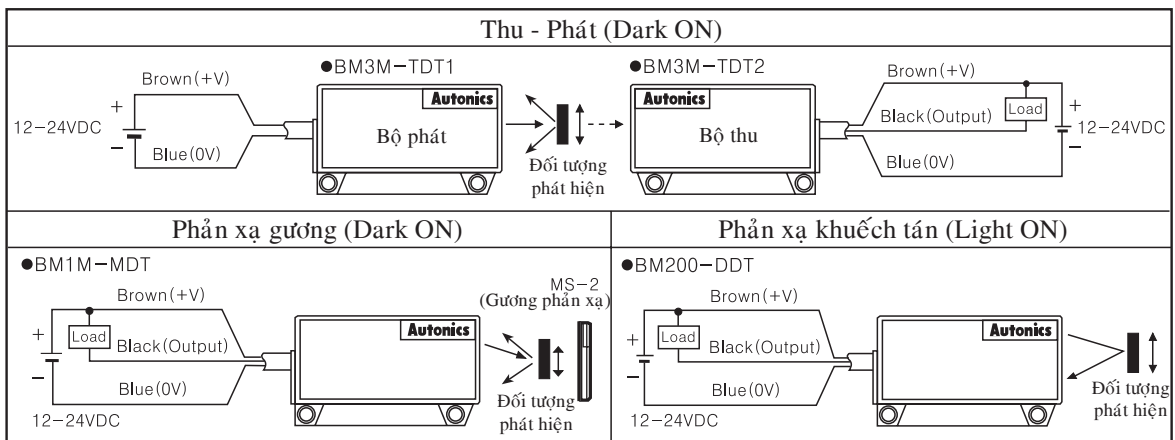 Thu - Phát (Dark ON)
●BM3M-TDT1
Brown(+V)
+
12-24VDC
−
Blue(0V)
Autonics
Bộ phát
Đối tượng
phát hiện
●BM3M-TDT2
Autonics
Bộ thu
Brown(+V)
Black(Output)
Load
+
12-24VDC
−
Blue(0V)
Phản xạ gương (Dark ON)
●BM1M-MDT
Brown(+V)
+
Load
Black(Output)
−
Blue(0V)
12-24VDC
Autonics
MS-2
(Gương phản xạ)
Đối tượng
phát hiện
Phản xạ khuếch tán (Light ON)
●BM200-DDT
Brown(+V)
+
Load
Black(Output)
−
Blue(0V)
12-24VDC
Autonics
Đối tượng
phát hiện